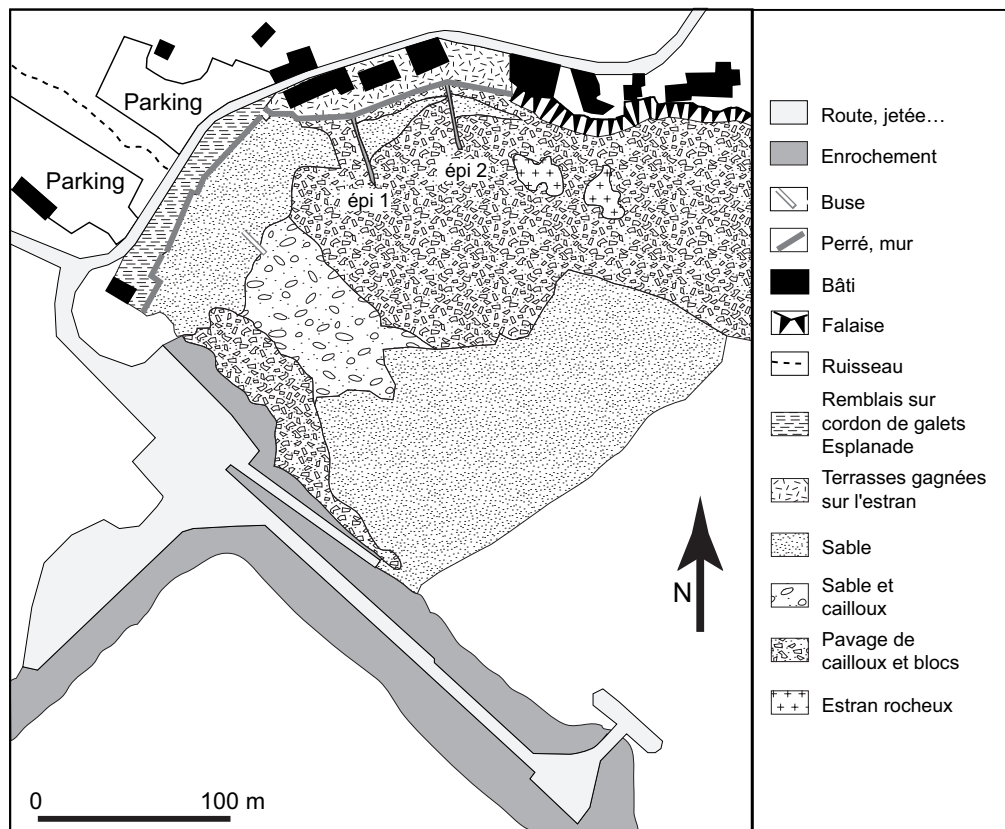 Parking
Parking
épi 1
épi 2
N
0
100 m
Route, jetée…
Enrochement
Buse
Perré, mur
Bâti
Falaise
Ruisseau
Remblais sur
cordon de galets
Esplanade
Terrasses gagnées
sur l'estran
Sable
Sable et
cailloux
Pavage de
cailloux et blocs
Estran rocheux